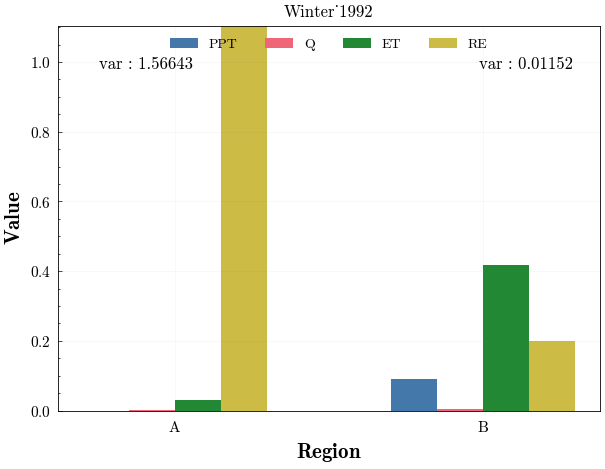 Winter˙1992
PPT Q ET RE
var : 1.56643 var : 0.01152
1.0
0.8
0.6
0.4
0.2
0.0
Value
A B
Region